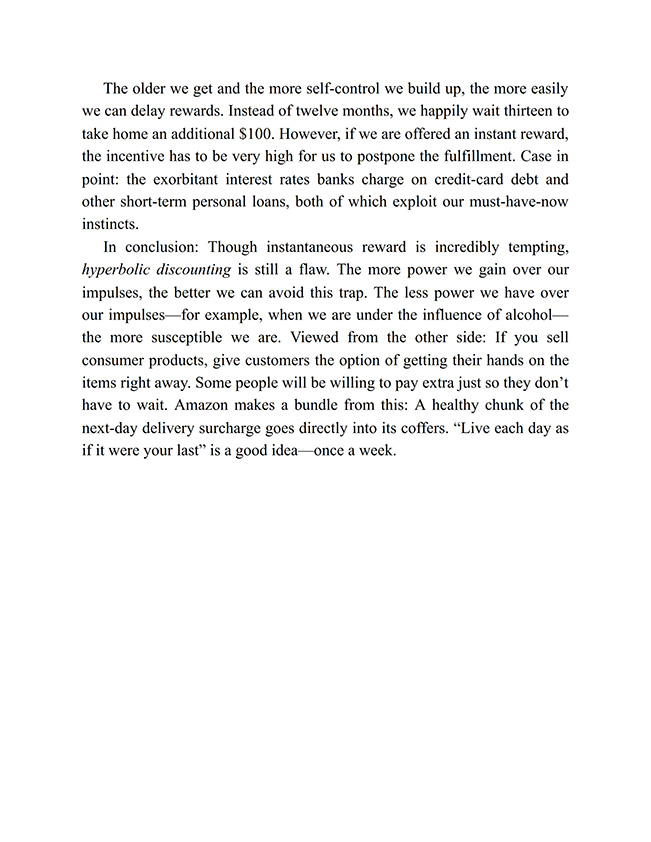 The older we get and the more self-control we build up, the more easily
we can delay rewards. Instead of twelve months, we happily wait thirteen to
take home an additional $100. However, if we are offered an instant reward,
the incentive has to be very high for us to postpone the fulfillment. Case in
point: the exorbitant interest rates banks charge on credit-card debt and
other short-term personal loans, both of which exploit our must-have-now
instincts.
In conclusion: Though instantaneous reward is incredibly tempting,
hyperbolic discounting is still a flaw. The more power we gain over our
impulses, the better we can avoid this trap. The less power we have over
our impulses—for example, when we are under the influence of alcohol—
the more susceptible we are. Viewed from the other side: If you sell
consumer products, give customers the option of getting their hands on the
items right away. Some people will be willing to pay extra just so they don’t
have to wait. Amazon makes a bundle from this: A healthy chunk of the
next-day delivery surcharge goes directly into its coffers. “Live each day as
if it were your last” is a good idea—once a week.